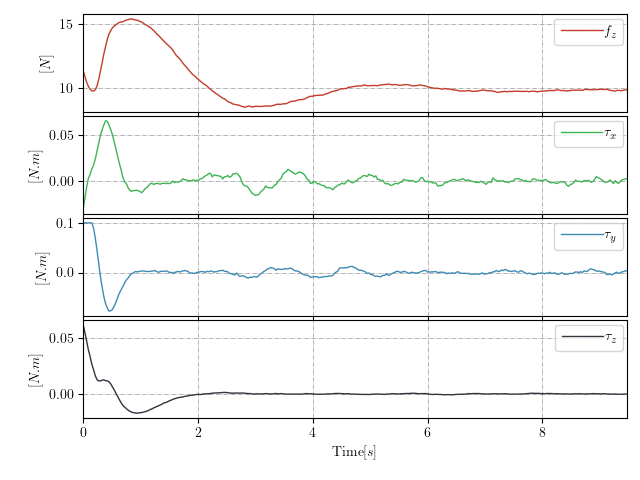 15
10
[N]
f_z
0.05
0.00
[N.m]
τ_x
0.1
0.0
[N.m]
τ_y
0.05
0.00
[N.m]
τ_z
0 2 4 6 8
Time[s]